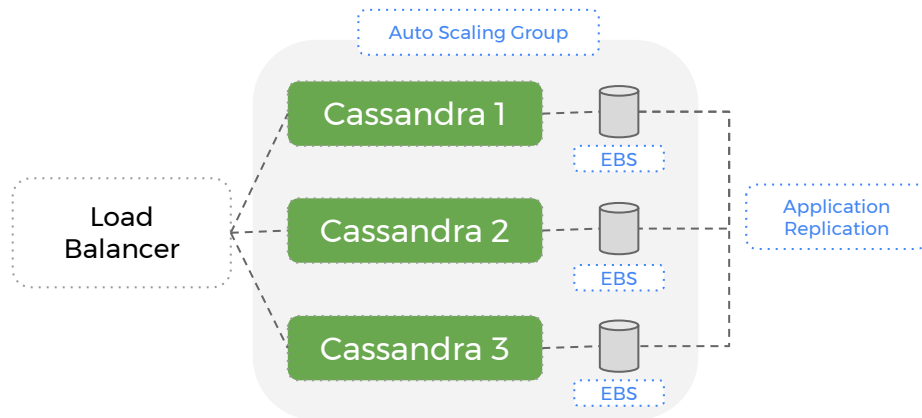 Auto Scaling Group
Cassandra 1
EBS
Load
Balancer
Cassandra 2
EBS
Application
Replication
Cassandra 3
EBS